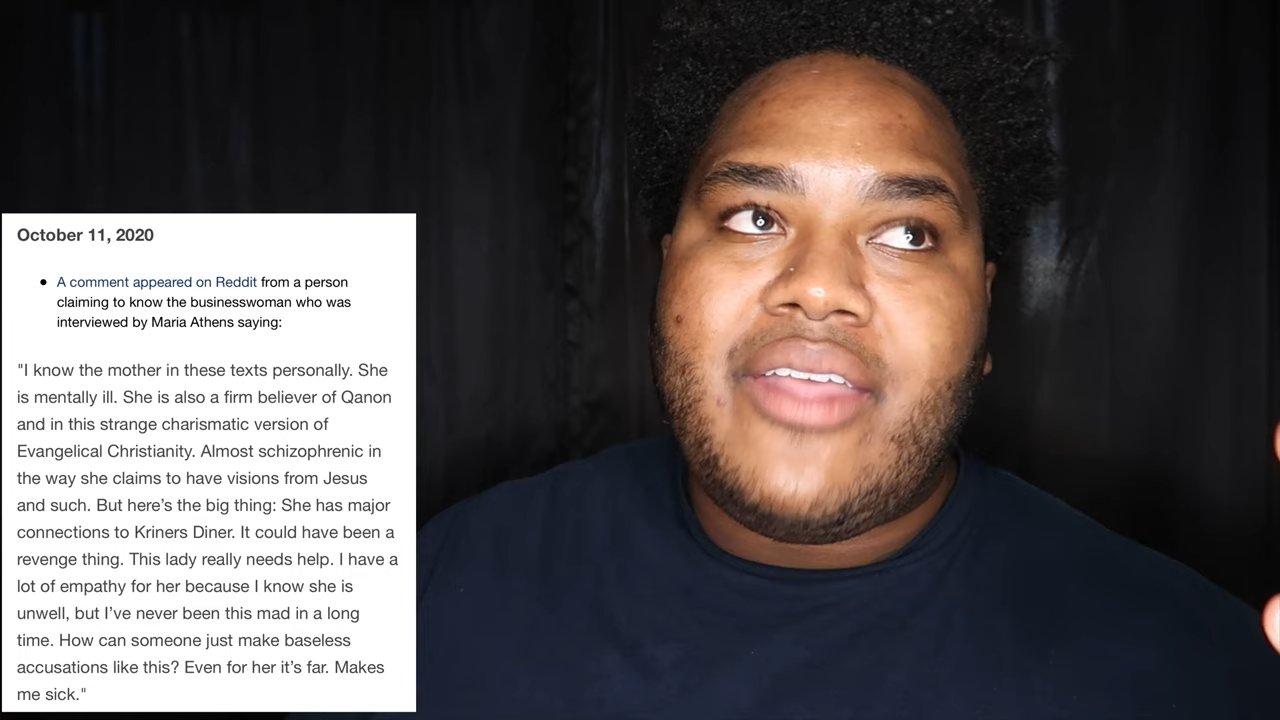 October 11, 2020
● A comment appeared on Reddit from a person
claiming to know the businesswoman who was
interviewed by Maria Athens saying:
"I know the mother in these texts personally. She
is mentally ill. She is also a firm believer of Qanon
and in this strange charismatic version of
Evangelical Christianity. Almost schizophrenic in
the way she claims to have visions from Jesus
and such. But here’s the big thing: She has major
connections to Kriners Diner. It could have been a
revenge thing. This lady really needs help. I have a
lot of empathy for her because I know she is
unwell, but I’ve never been this mad in a long
time. How can someone just make baseless
accusations like this? Even for her it’s far. Makes
me sick."